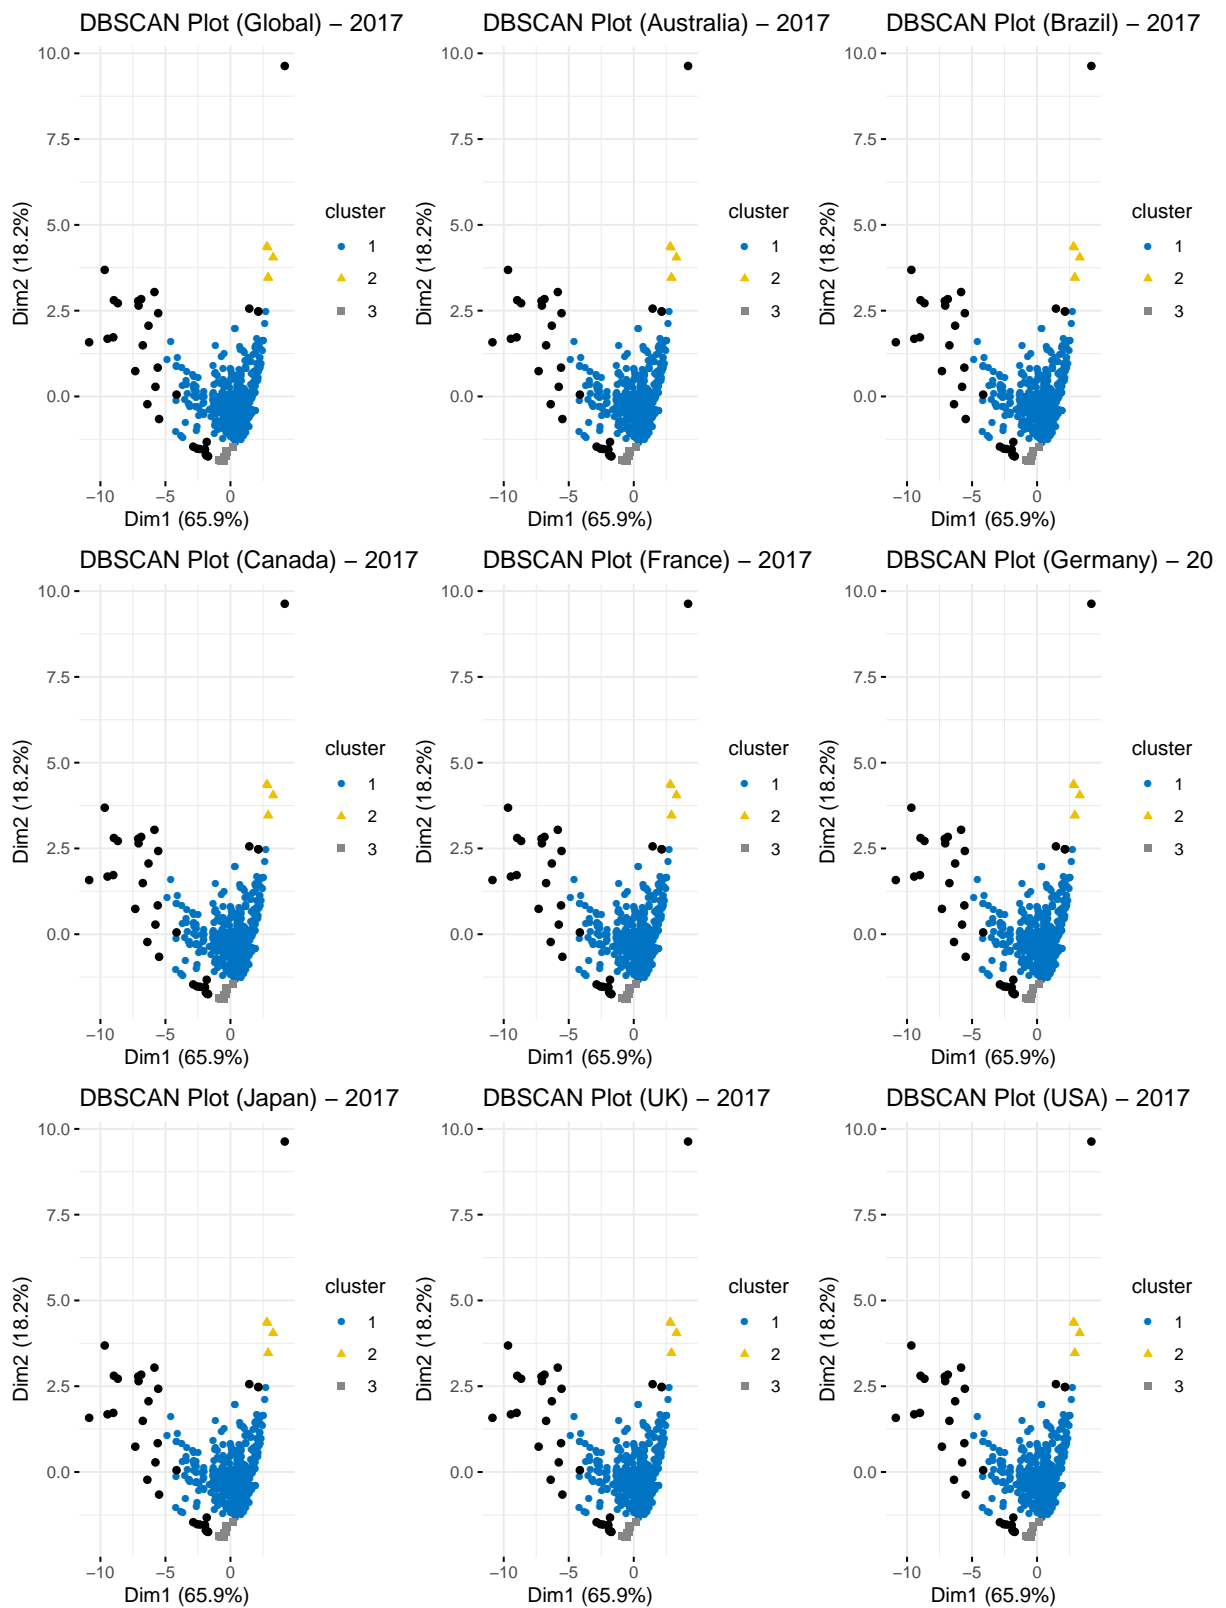 DBSCAN Plot (Global) – 2017
10.0
7.5
5.0
2.5
0.0
Dim2 (18.2%)
−10 −5 0
Dim1 (65.9%)
cluster
1
2
3
DBSCAN Plot (Australia) – 2017
10.0
7.5
5.0
2.5
0.0
Dim2 (18.2%)
−10 −5 0
Dim1 (65.9%)
cluster
1
2
3
DBSCAN Plot (Brazil) – 2017
10.0
7.5
5.0
2.5
0.0
Dim2 (18.2%)
−10 −5 0
Dim1 (65.9%)
cluster
1
2
3
DBSCAN Plot (Canada) – 2017
10.0
7.5
5.0
2.5
0.0
Dim2 (18.2%)
−10 −5 0
Dim1 (65.9%)
cluster
1
2
3
DBSCAN Plot (France) – 2017
10.0
7.5
5.0
2.5
0.0
Dim2 (18.2%)
−10 −5 0
Dim1 (65.9%)
cluster
1
2
3
DBSCAN Plot (Germany) – 20
10.0
7.5
5.0
2.5
0.0
Dim2 (18.2%)
−10 −5 0
Dim1 (65.9%)
cluster
1
2
3
DBSCAN Plot (Japan) – 2017
10.0
7.5
5.0
2.5
0.0
Dim2 (18.2%)
−10 −5 0
Dim1 (65.9%)
cluster
1
2
3
DBSCAN Plot (UK) – 2017
10.0
7.5
5.0
2.5
0.0
Dim2 (18.2%)
−10 −5 0
Dim1 (65.9%)
cluster
1
2
3
DBSCAN Plot (USA) – 2017
10.0
7.5
5.0
2.5
0.0
Dim2 (18.2%)
−10 −5 0
Dim1 (65.9%)
cluster
1
2
3